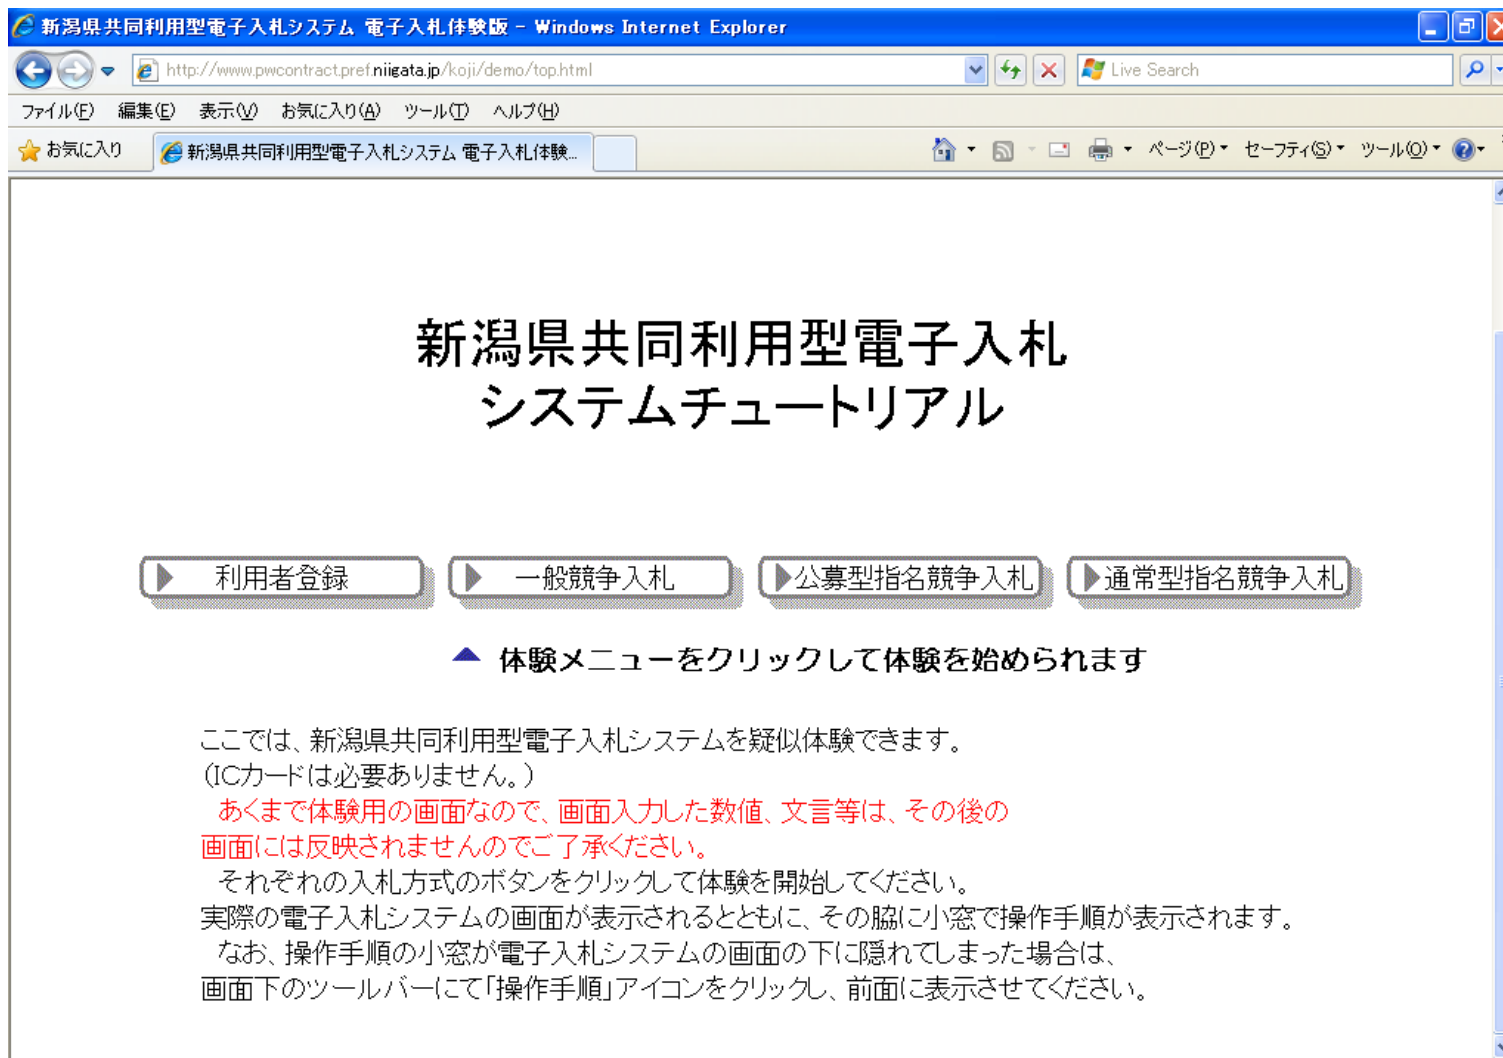 新潟県共同利用型電子入札システム 電子入札体験版 - Windows Internet Explorer
http://www.pwcontract.pref.niigata.jp/koji/demo/top.html
Live Search
ファイル(F) 編集(E) 表示(V) お気に入り(A) ツール(T) ヘルプ(H)
お気に入り 新潟県共同利用型電子入札システム 電子入札体験... ページ(P) セーフティ(S) ツール(O)
新潟県共同利用型電子入札
システムチュートリアル
利用者登録 一般競争入札 公募型指名競争入札 通常型指名競争入札
体験メニューをクリックして体験を始められます
ここでは、新潟県共同利用型電子入札システムを疑似体験できます。
(ICカードは必要ありません。)
あくまで体験用の画面なので、画面入力した数値、文言等は、その後の
画面には反映されませんのでご了承ください。
それぞれの入札方式のボタンをクリックして体験を開始してください。
実際の電子入札システムの画面が表示されるとともに、その脇に小窓で操作手順が表示されます。
なお、操作手順の小窓が電子入札システムの画面の下に隠れてしまった場合は、
画面下のツールバーにて「操作手順」アイコンをクリックし、前面に表示させてください。